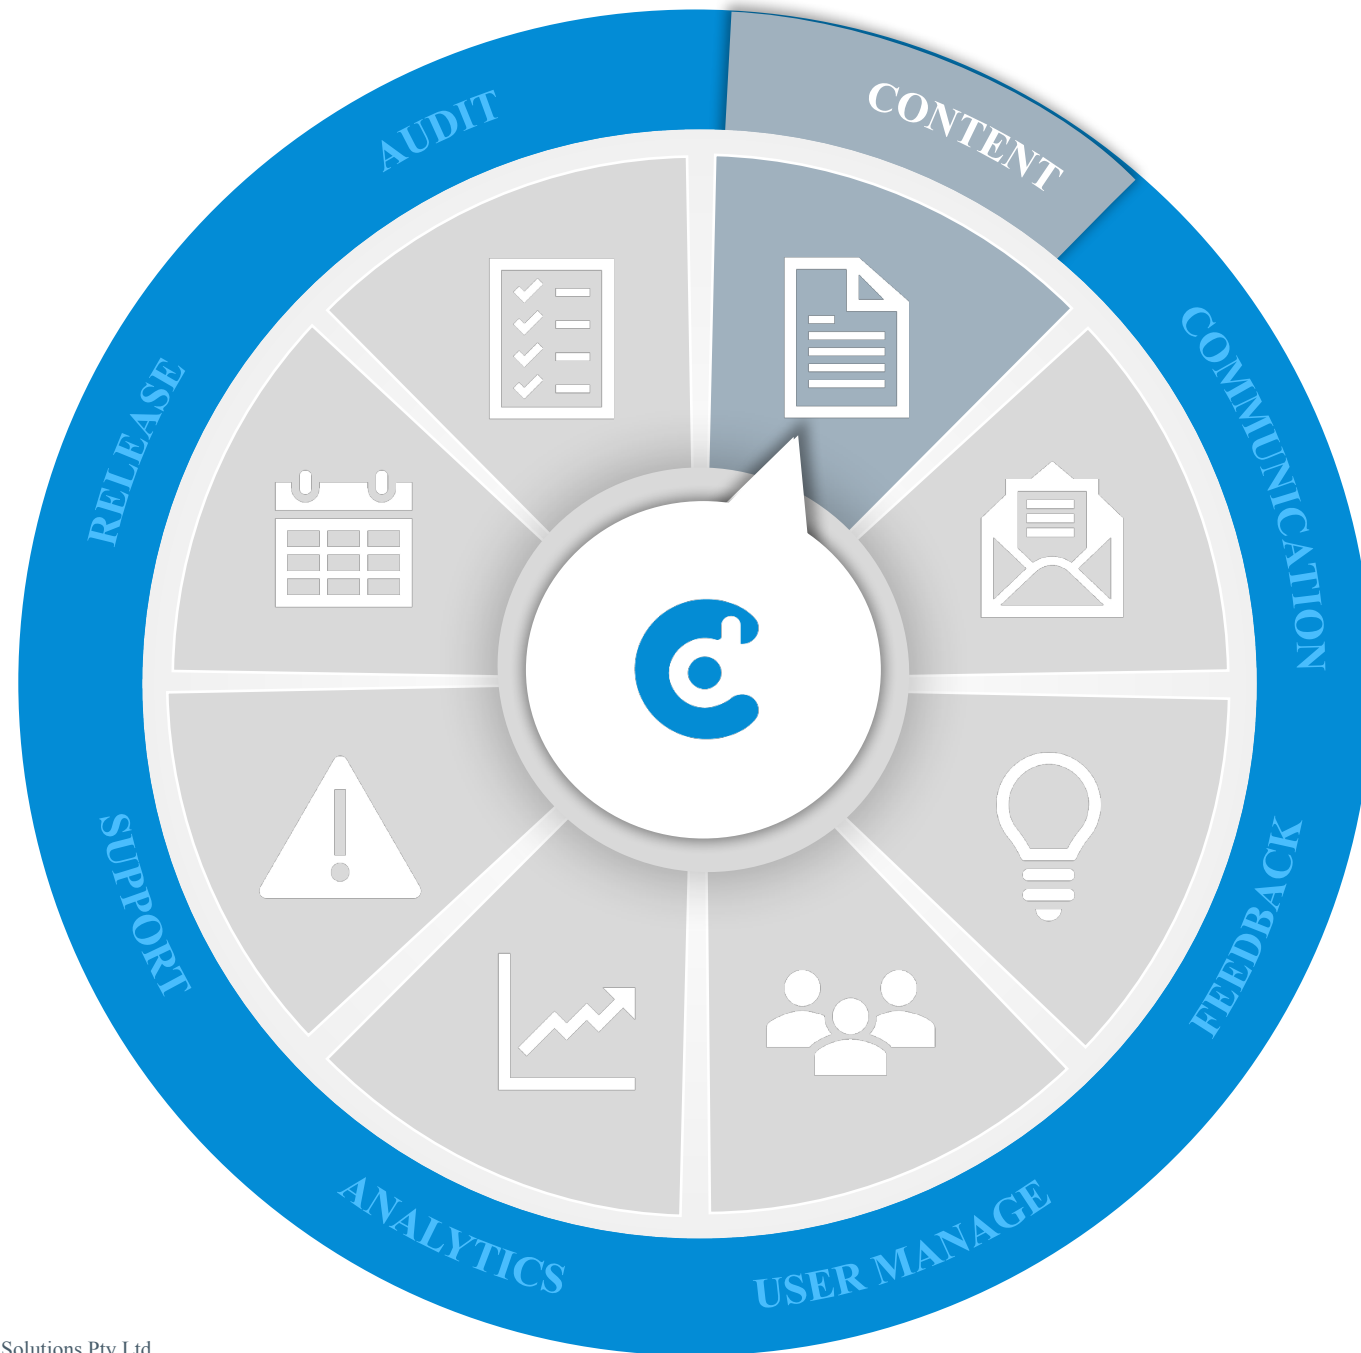 AUDIT
CONTENT
COMMUNICATION
FEEDBACK
USER MANAGE
ANALYTICS
SUPPORT
RELEASE
Solutions Pty Ltd